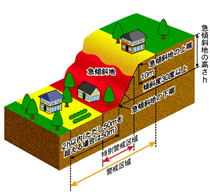 急傾斜地の上端
急傾斜地の高さh
急傾斜地
10m
傾斜度30度以上
急傾斜地の下端
2h以内(ただし50mを
超える場合は50m)
特別警戒区域
警戒区域